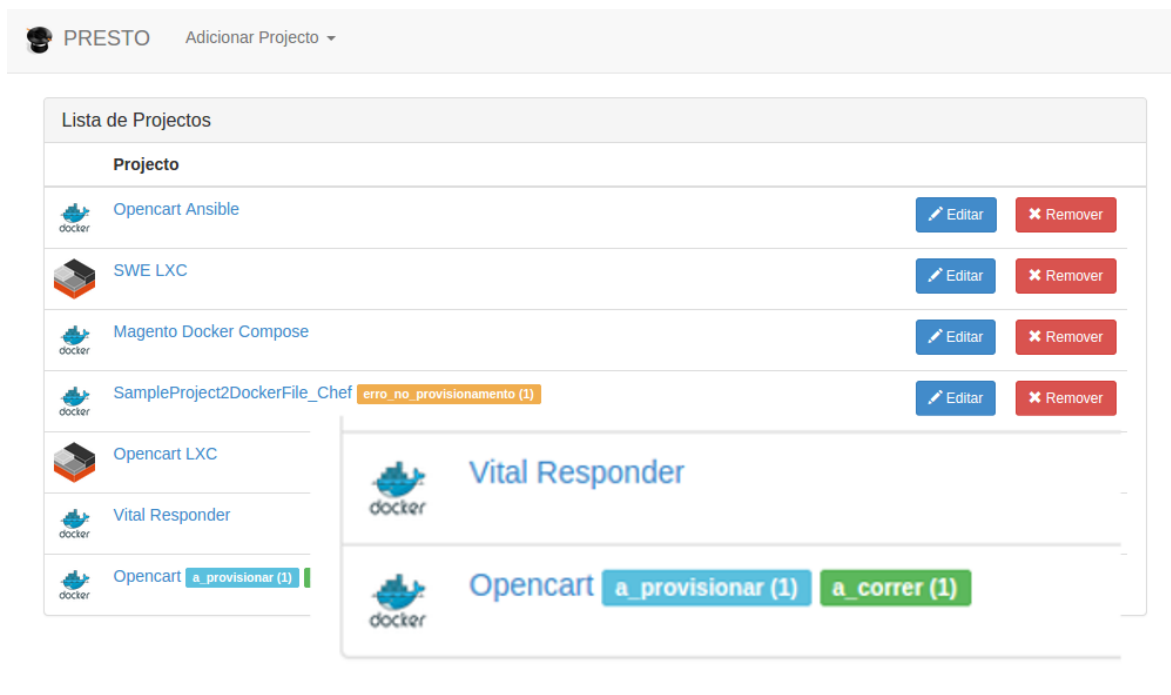 PRESTO Adicionar Projecto
Lista de Projectos
Projecto
docker Opencart Ansible Editar Remover
SWE LXC Editar Remover
docker Magento Docker Compose Editar Remover
docker SampleProject2DockerFile_Chef erro_no_provisionamento (1) Editar Remover
Opencart LXC
docker Vital Responder
docker Opencart a_provisionar (1)
docker Vital Responder
docker Opencart a_provisionar (1) a_correr (1)